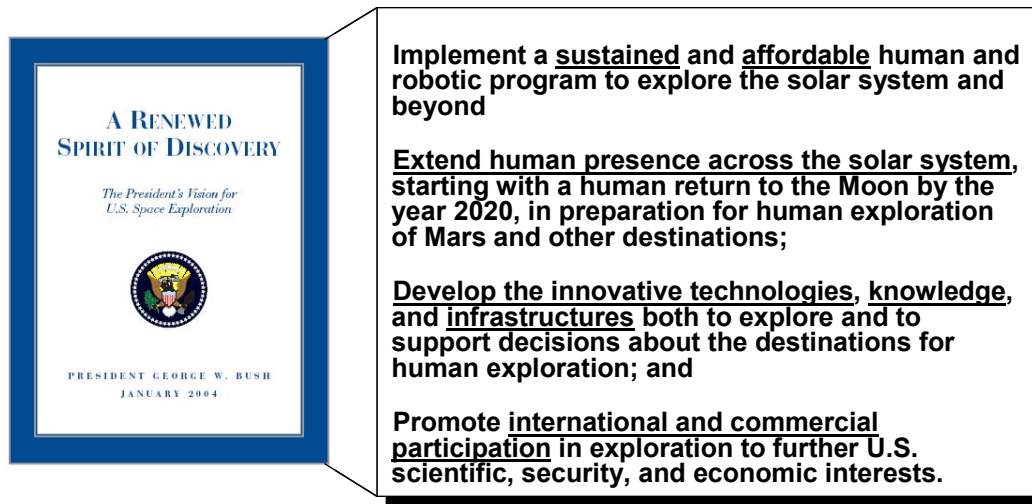 A RENEWED
SPIRIT OF DISCOVERY
The President's Vision for
U.S. Space Exploration
PRESIDENT GEORGE W. BUSH
JANUARY 2004
Implement a sustained and affordable human and
robotic program to explore the solar system and
beyond
Extend human presence across the solar system,
starting with a human return to the Moon by the
year 2020, in preparation for human exploration
of Mars and other destinations;
Develop the innovative technologies, knowledge,
and infrastructures both to explore and to
support decisions about the destinations for
human exploration; and
Promote international and commercial
participation in exploration to further U.S.
scientific, security, and economic interests.